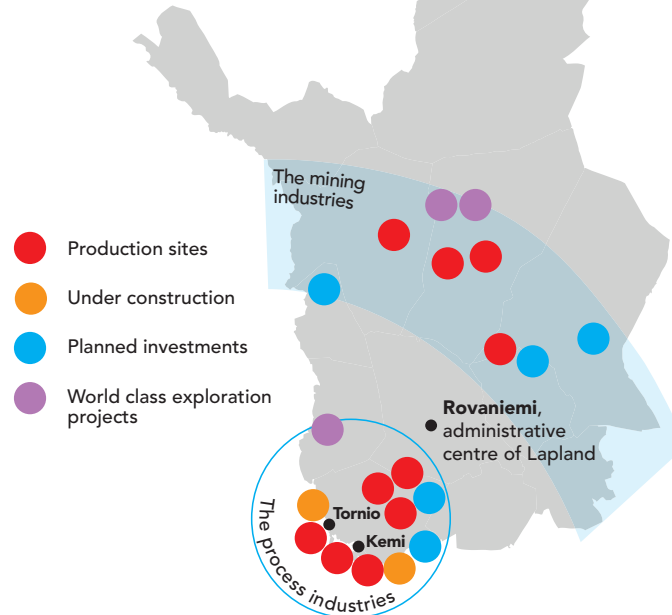 The mining
industries
Production sites
Under construction
Planned investments
World class exploration
projects
Rovaniemi,
administrative
centre of Lapland
Tornio
Kemi
The process industries